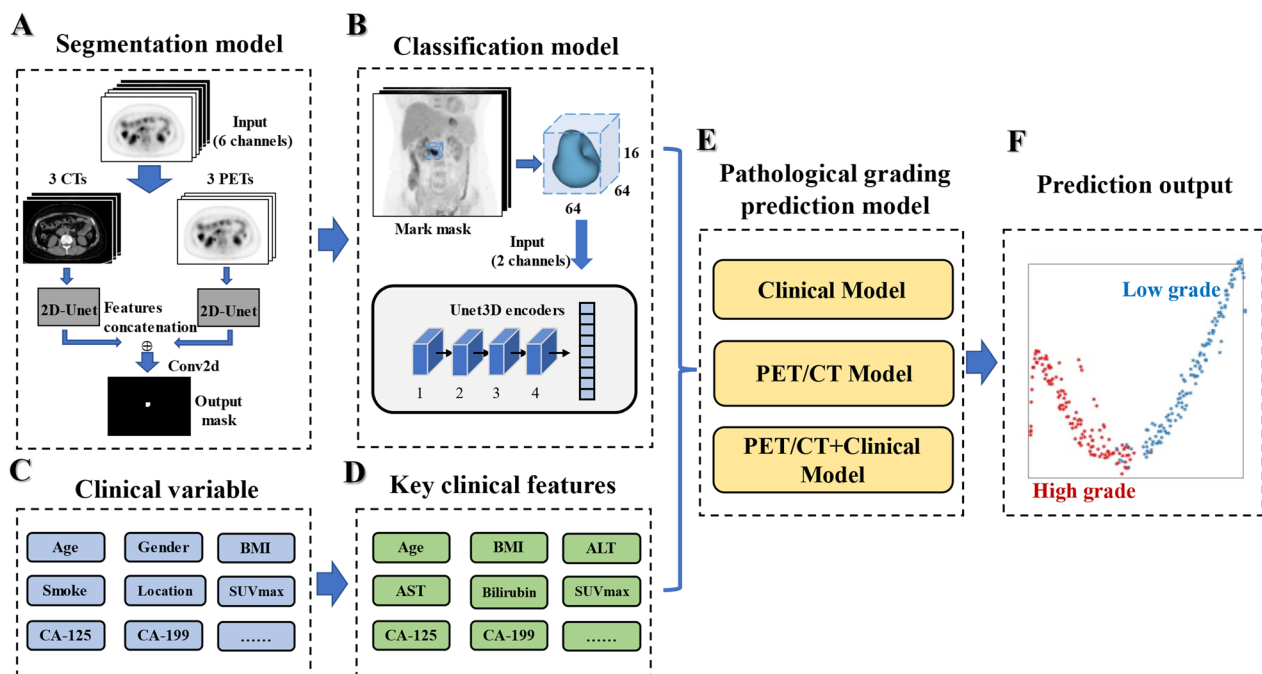 A
Segmentation model
Input
(6 channels)
3 CTs
3 PETs
2D-Unet
Features
concatenation
2D-Unet
⊕
Conv2d
Output
mask
B
Classification model
Mark mask
16
64
64
Input
(2 channels)
Unet3D encoders
1
2
3
4
C
Clinical variable
Age
Gender
BMI
Smoke
Location
SUVmax
CA-125
CA-199
......
D
Key clinical features
Age
BMI
ALT
AST
Bilirubin
SUVmax
CA-125
CA-199
......
E
Pathological grading
prediction model
Clinical Model
PET/CT Model
PET/CT+Clinical
Model
F
Prediction output
Low grade
High grade